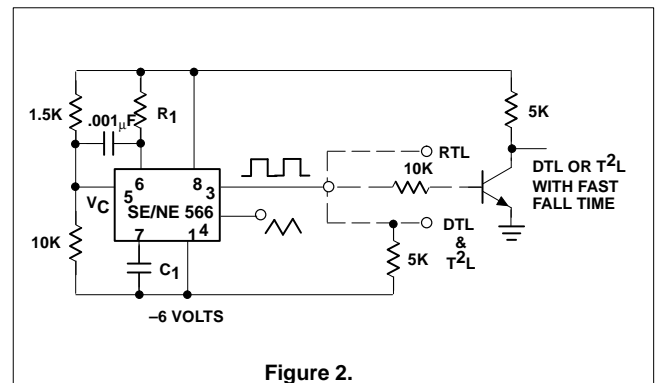 1.5K
.001μF
R1
5K
RTL
10K
6
8
3
5
VC
SE/NE 566
4
7
1
10K
C1
DTL
&
T2L
5K
DTL OR T2L
WITH FAST
FALL TIME
–6 VOLTS
Figure 2.